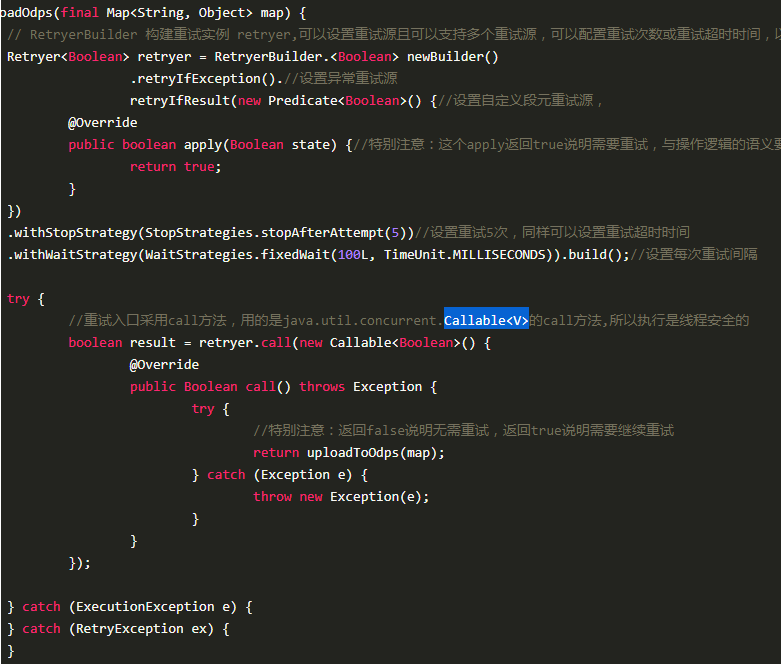 oadOdps(final Map<String, Object> map) {
// RetryerBuilder 构建重试实例 retryer,可以设置重试源且可以支持多个重试源，可以配置重试次数或重试超时时间，以
Retryer<Boolean> retryer = RetryerBuilder.<Boolean> newBuilder()
.retryIfException().//设置异常重试源
retryIfResult(new Predicate<Boolean>() {//设置自定义段元重试源，
@Override
public boolean apply(Boolean state) {//特别注意：这个apply返回true说明需要重试，与操作逻辑的语义要
return true;
}
})
.withStopStrategy(StopStrategies.stopAfterAttempt(5))//设置重试5次，同样可以设置重试超时时间
.withWaitStrategy(WaitStrategies.fixedWait(100L, TimeUnit.MILLISECONDS)).build();//设置每次重试间隔
try {
//重试入口采用call方法，用的是java.util.concurrent.Callable<V>的call方法,所以执行是线程安全的
boolean result = retryer.call(new Callable<Boolean>() {
@Override
public Boolean call() throws Exception {
try {
//特别注意：返回false说明无需重试，返回true说明需要继续重试
return uploadToOdps(map);
} catch (Exception e) {
throw new Exception(e);
}
}
});
} catch (ExecutionException e) {
} catch (RetryException ex) {
}